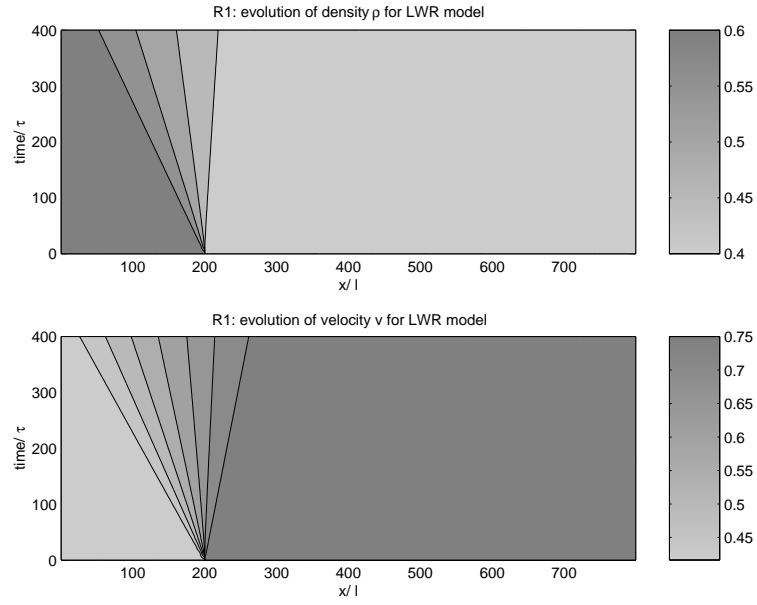 R1: evolution of density ρ for LWR model
400
300
200
100
0
time/ τ
100 200 300 400 500 600 700
x/ l
0.6
0.55
0.5
0.45
0.4
R1: evolution of velocity v for LWR model
400
300
200
100
0
time/ τ
100 200 300 400 500 600 700
x/ l
0.75
0.7
0.65
0.6
0.55
0.5
0.45